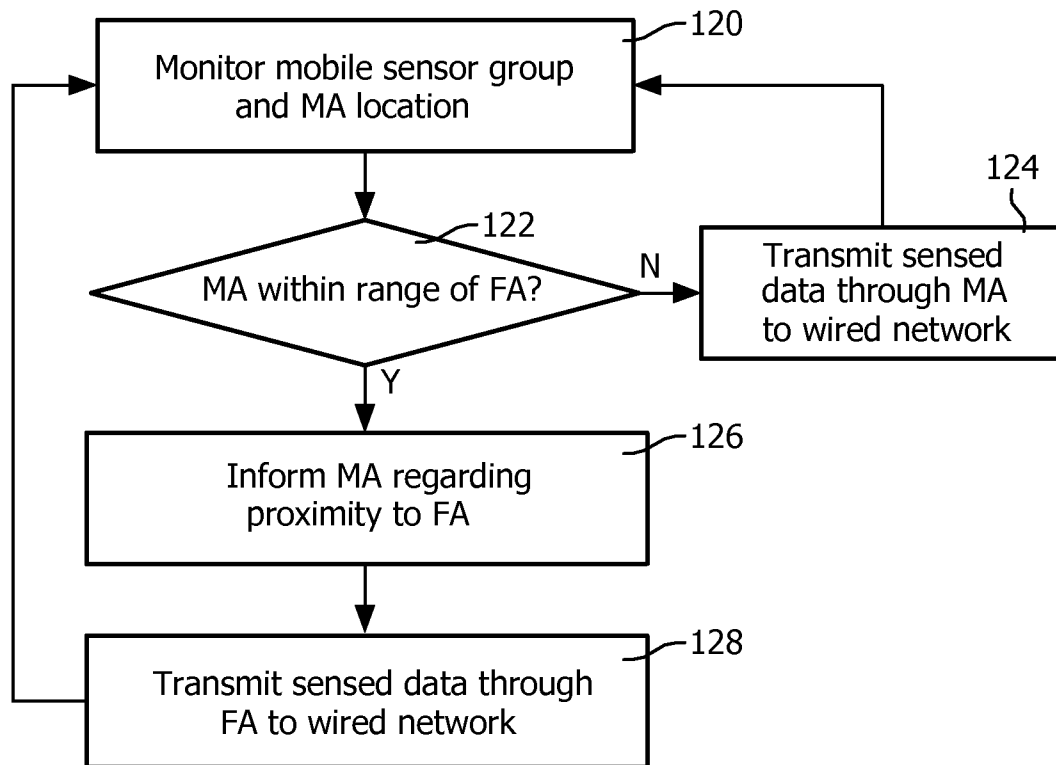 120
Monitor mobile sensor group
and MA location
122
MA within range of FA?
N
124
Transmit sensed
data through MA
to wired network
Y
126
Inform MA regarding
proximity to FA
128
Transmit sensed data through
FA to wired network